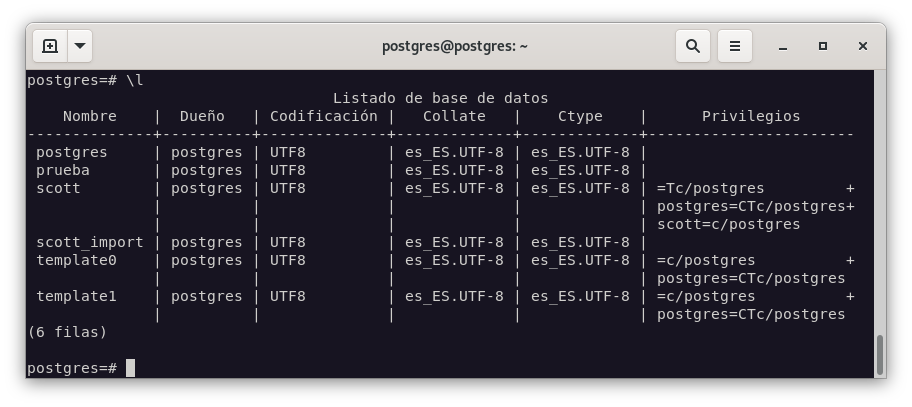 postgres@postgres: ~
postgres=# \l
                                  Listado de base de datos
    Nombre    |  Dueño   | Codificación |   Collate   |    Ctype    |      Privilegios
--------------+----------+--------------+-------------+-------------+-----------------------
 postgres     | postgres | UTF8         | es_ES.UTF-8 | es_ES.UTF-8 |
 prueba       | postgres | UTF8         | es_ES.UTF-8 | es_ES.UTF-8 |
 scott        | postgres | UTF8         | es_ES.UTF-8 | es_ES.UTF-8 | =Tc/postgres         +
              |          |              |             |             | postgres=CTc/postgres+
              |          |              |             |             | scott=c/postgres
 scott_import | postgres | UTF8         | es_ES.UTF-8 | es_ES.UTF-8 |
 template0    | postgres | UTF8         | es_ES.UTF-8 | es_ES.UTF-8 | =c/postgres          +
              |          |              |             |             | postgres=CTc/postgres
 template1    | postgres | UTF8         | es_ES.UTF-8 | es_ES.UTF-8 | =c/postgres          +
              |          |              |             |             | postgres=CTc/postgres
(6 filas)
postgres=#